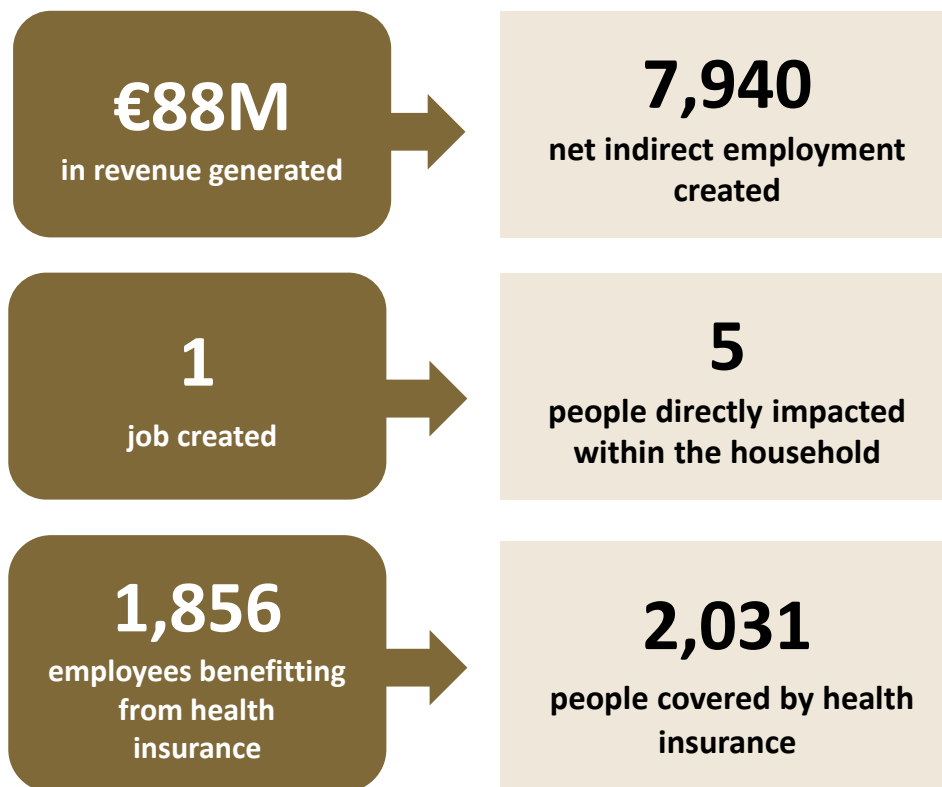 €88M
in revenue generated
7,940
net indirect employment
created
1
job created
5
people directly impacted
within the household
1,856
employees benefitting
from health
insurance
2,031
people covered by health
insurance